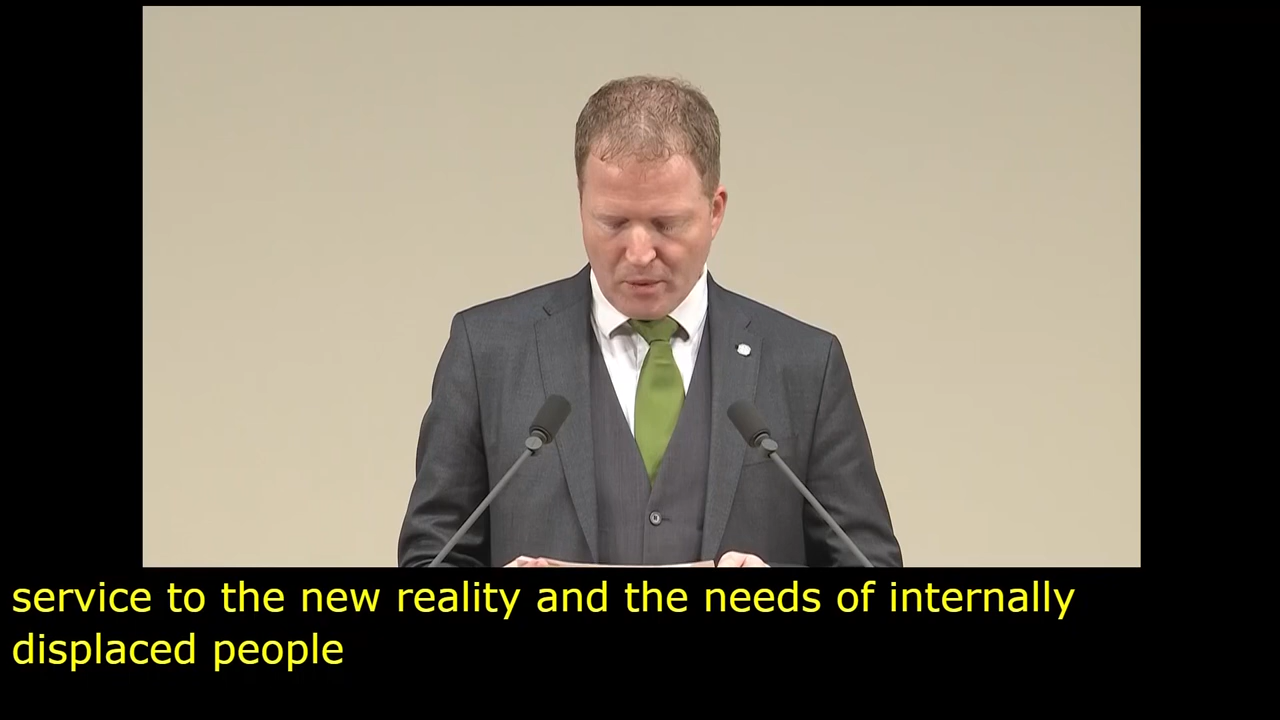 service to the new reality and the needs of internally
displaced people